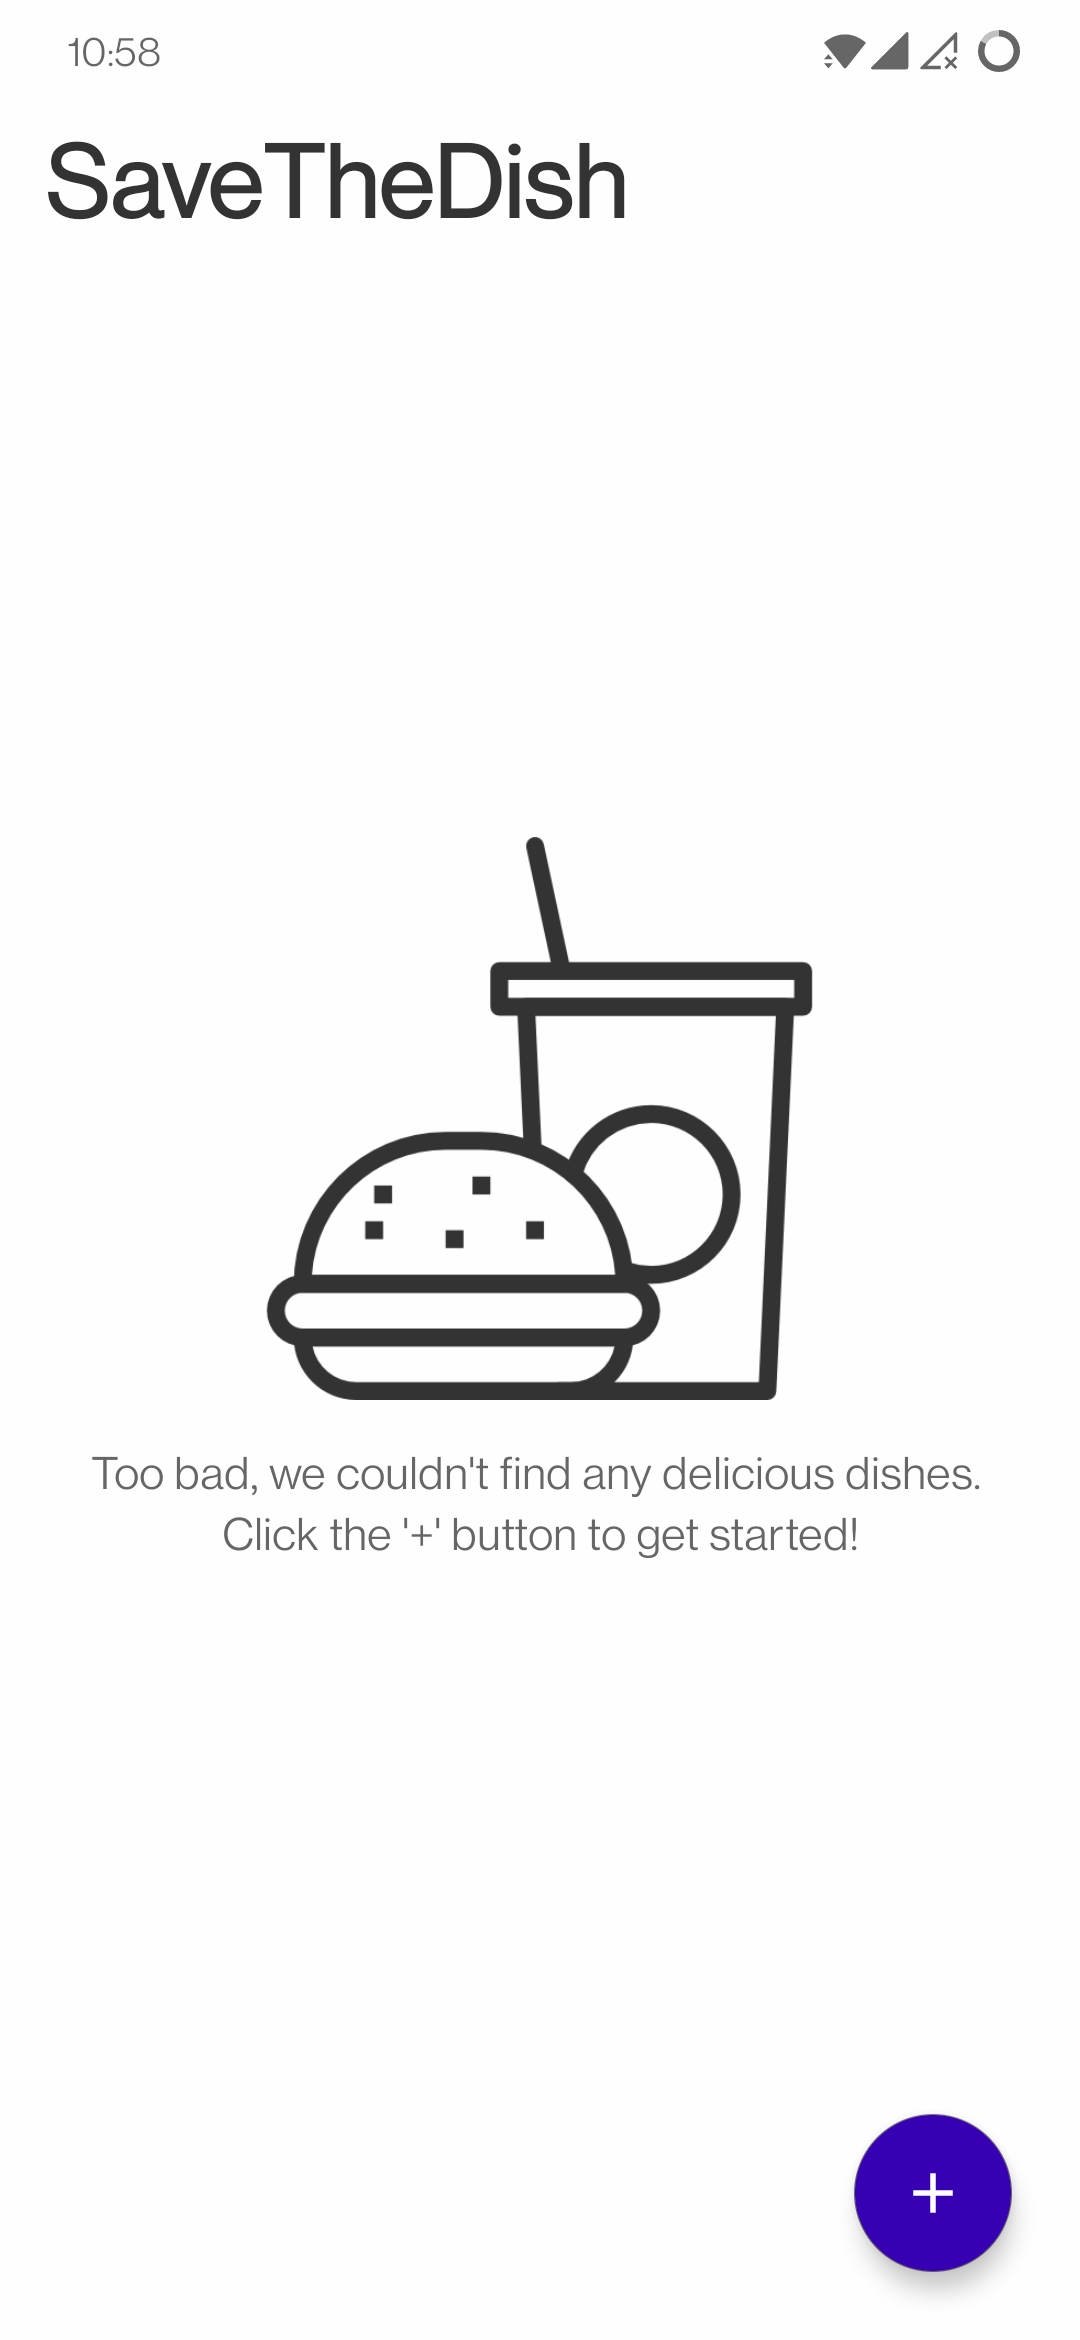 10:58
SaveTheDish
Too bad, we couldn't find any delicious dishes.
Click the '+' button to get started!
+